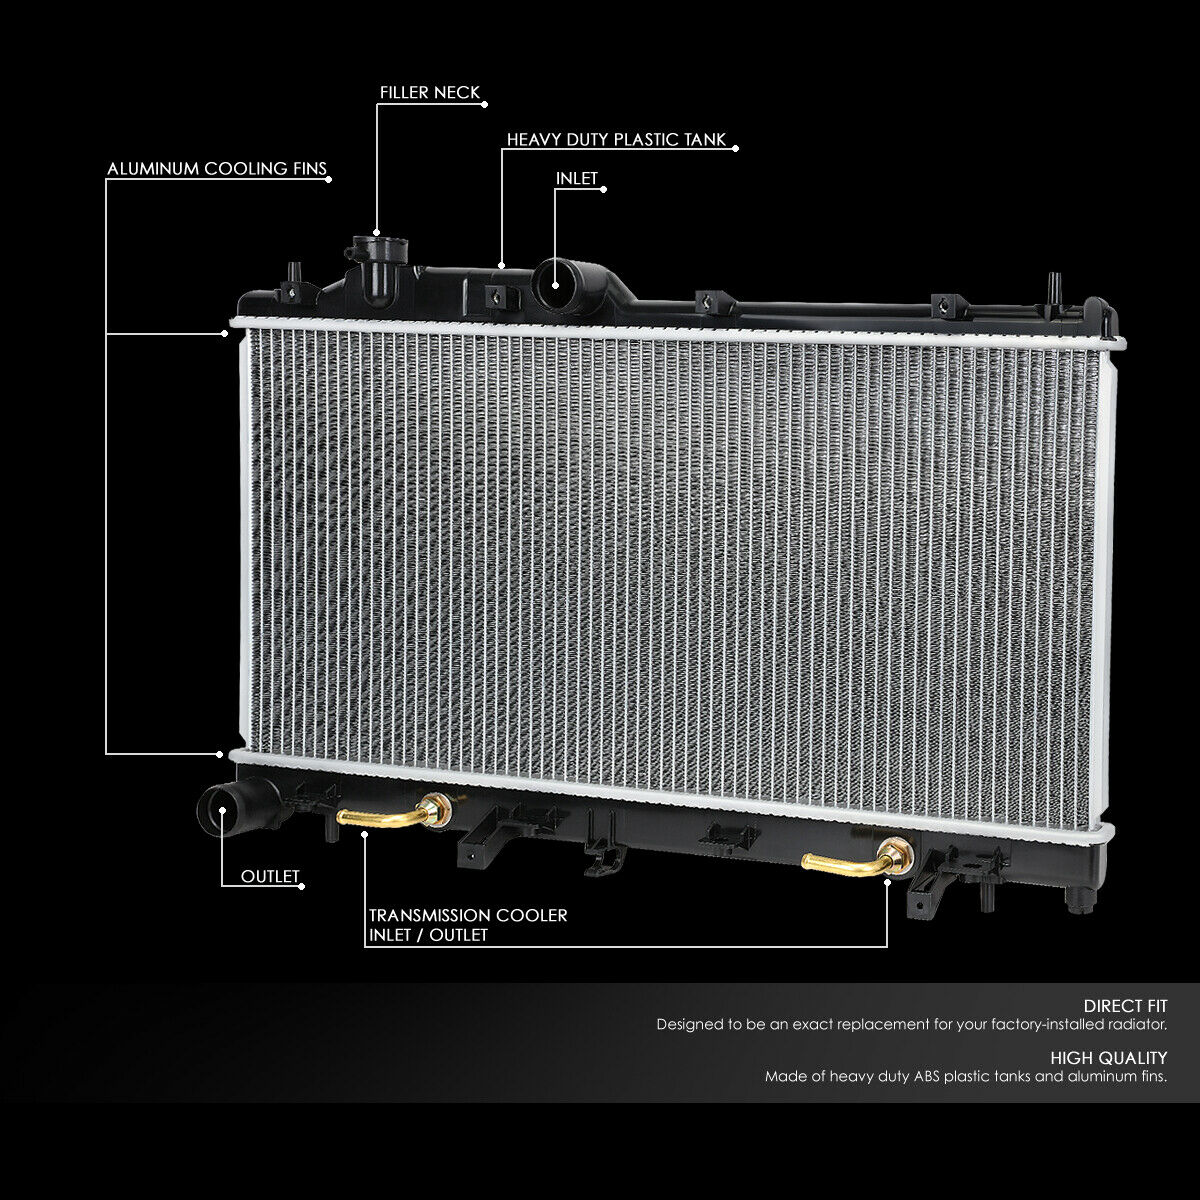 FILLER NECK
HEAVY DUTY PLASTIC TANK
ALUMINUM COOLING FINS
INLET
OUTLET
TRANSMISSION COOLER
INLET / OUTLET
DIRECT FIT
Designed to be an exact replacement for your factory-installed radiator.
HIGH QUALITY
Made of heavy duty ABS plastic tanks and aluminum fins.